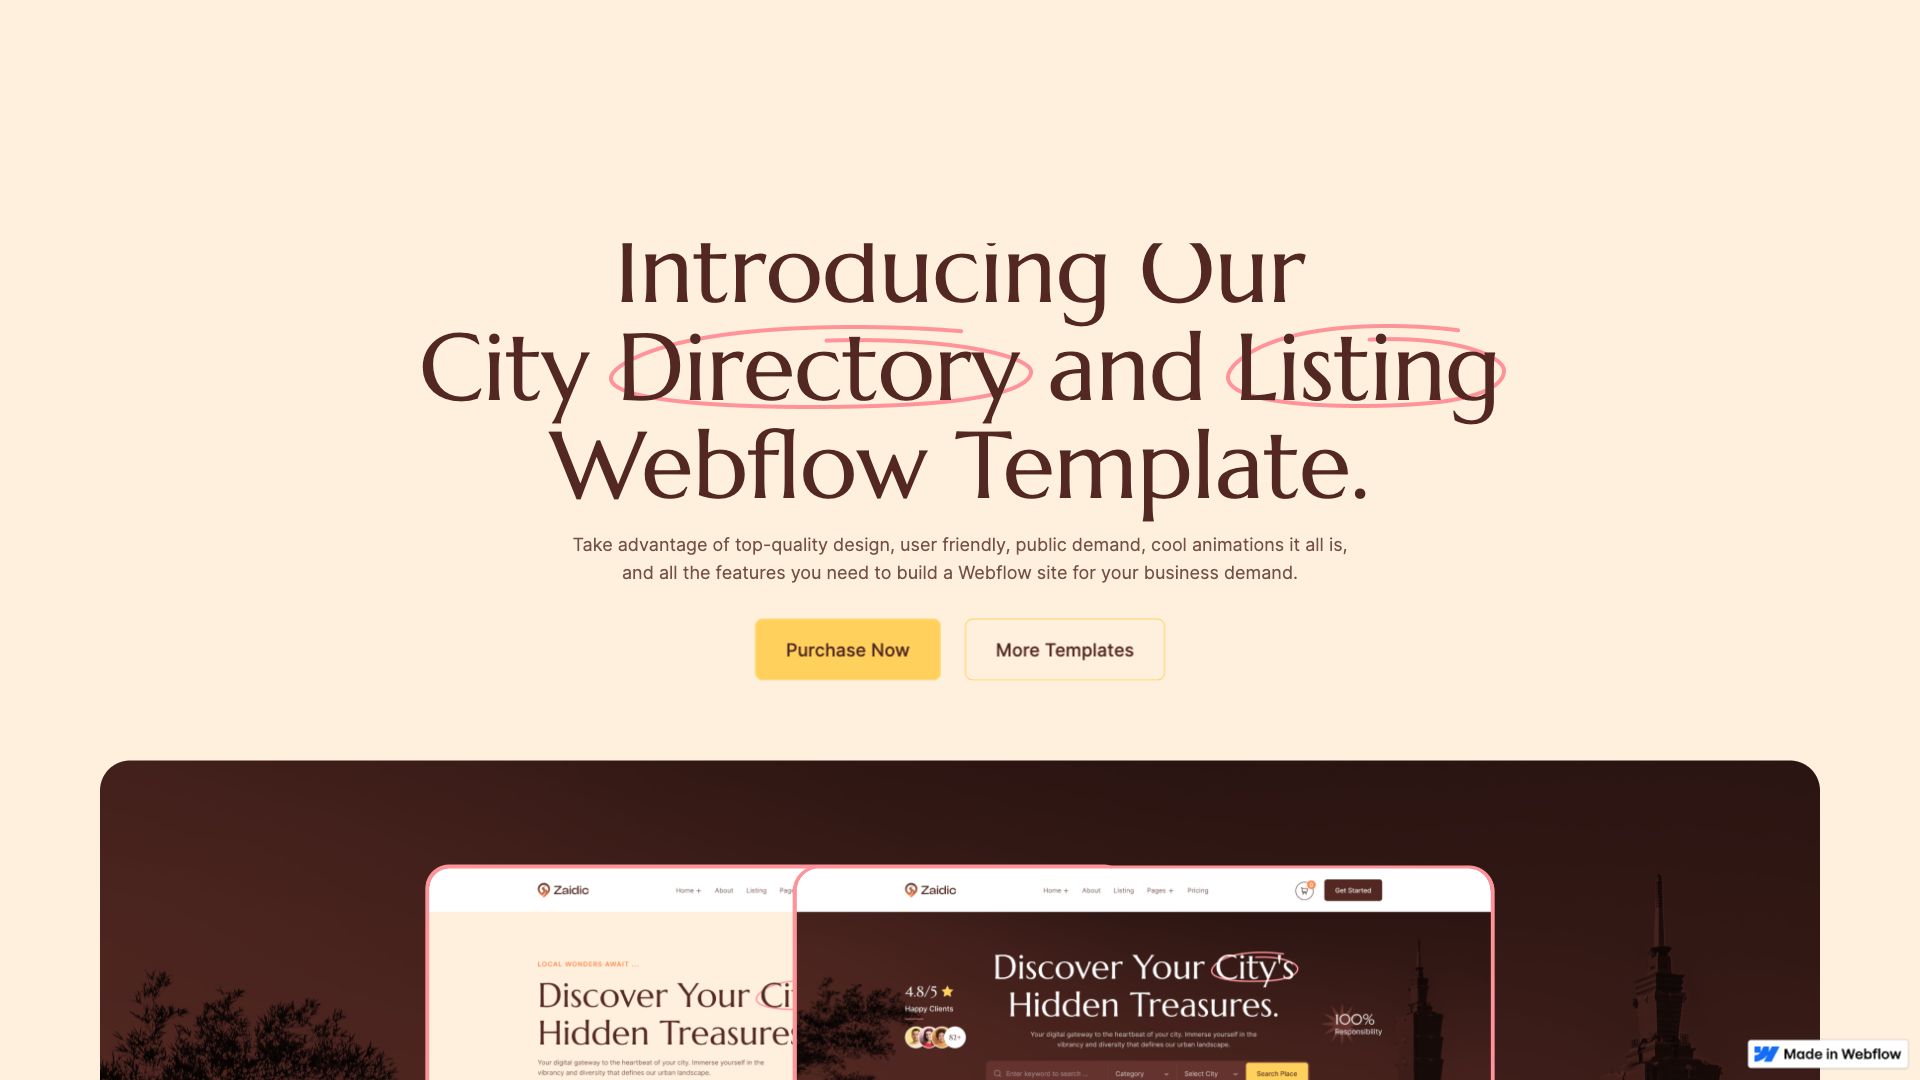 Introducing Our
City Directory and Listing
Webflow Template.
Take advantage of top-quality design, user friendly, public demand, cool animations it all is,
and all the features you need to build a Webflow site for your business demand.
Purchase Now
More Templates
Zaidic
Home + About Listing
LOCAL WONDERS AWAIT ...
Discover Your
Hidden Treasures
Your digital gateway to the heartbeat of your city. Immerse yourself in the
vibrancy and diversity that defines our urban landscape.
Zaidic
Home + About Listing Pages + Pricing
0
Get Started
Discover Your City's
Hidden Treasures.
4.8/5
Happy Clients
81+
Your digital gateway to the heartbeat of your city. Immerse yourself in the
vibrancy and diversity that defines our urban landscape.
100%
Responsibility
Enter keyword to search ...
Category
Select City
Search Place
Made in Webflow